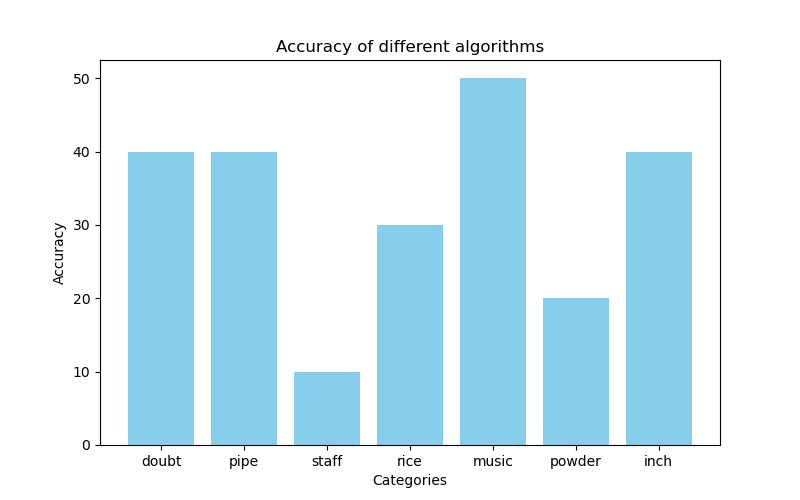 Accuracy of different algorithms
50
40
30
20
10
0
Accuracy
doubt pipe staff rice music powder inch
Categories